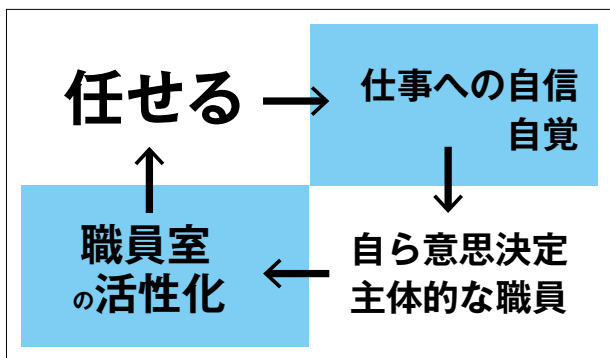 任せる
仕事への自信
自覚
自ら意思決定
主体的な職員
職員室
の活性化